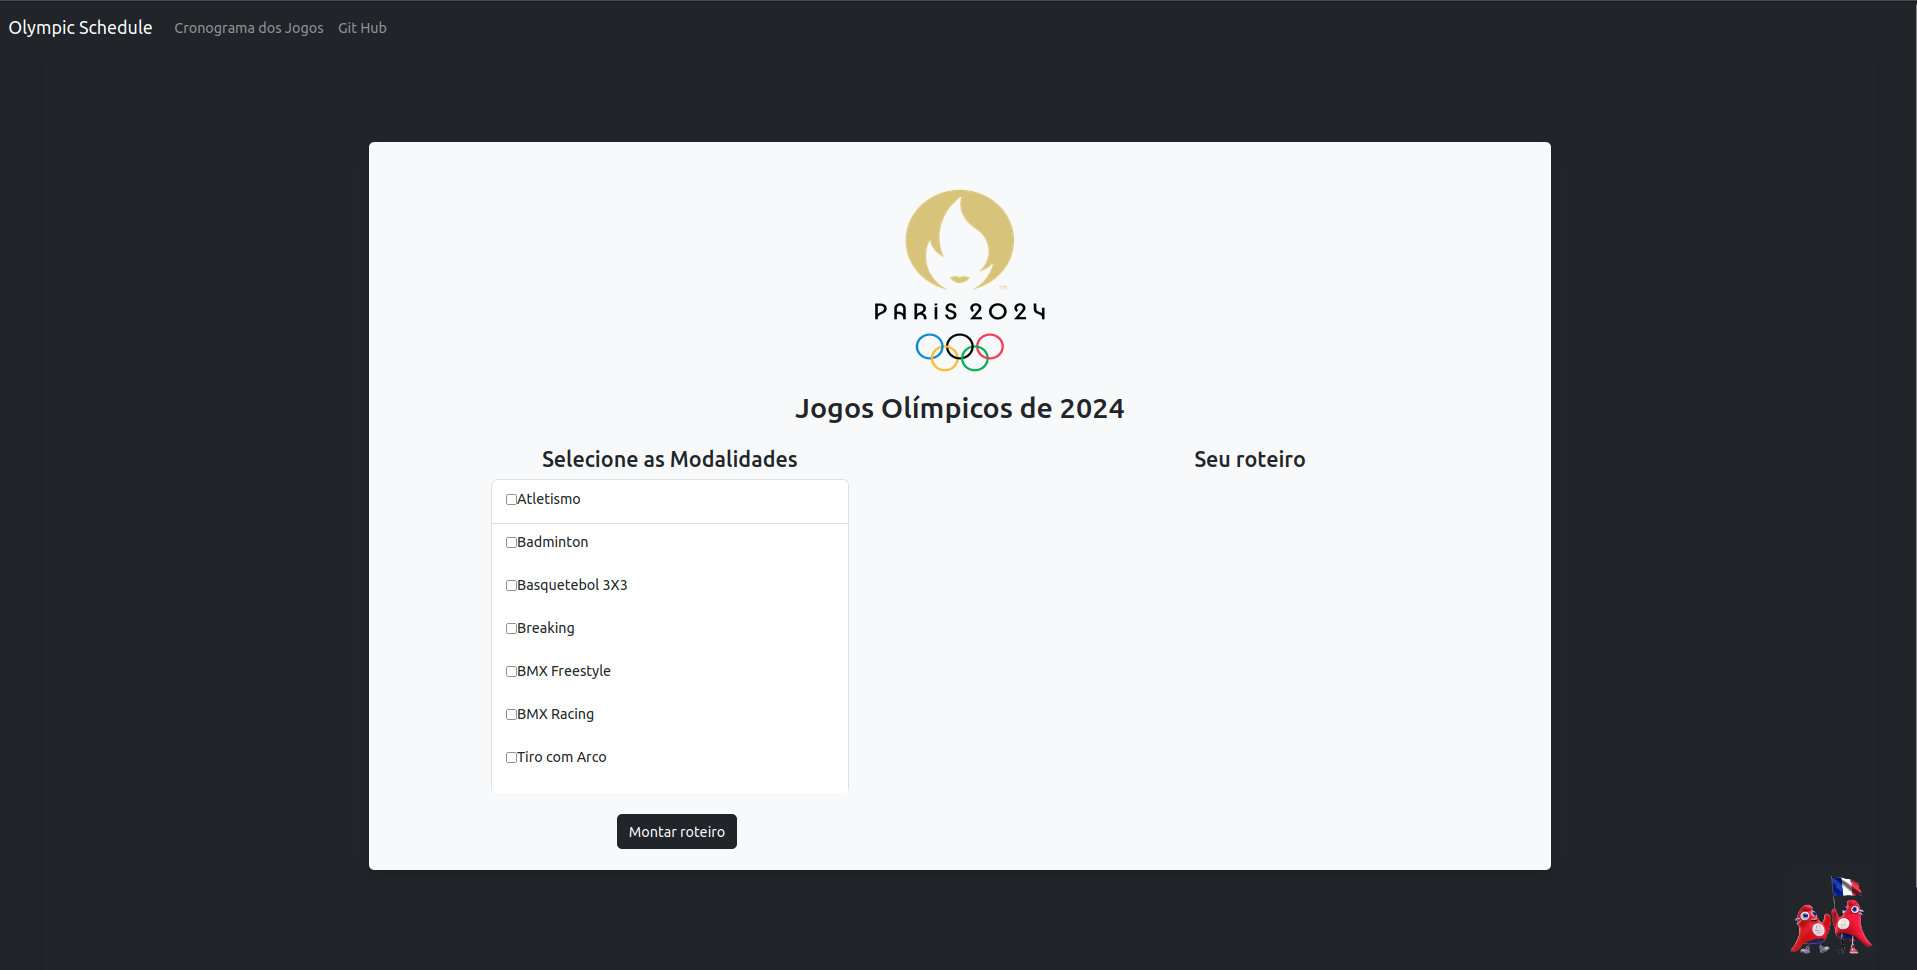 Olympic Schedule Cronograma dos Jogos Git Hub
PARIS 2024
Jogos Olímpicos de 2024
Selecione as Modalidades
Atletismo
Badminton
Basquetebol 3X3
Breaking
BMX Freestyle
BMX Racing
Tiro com Arco
Montar roteiro
Seu roteiro